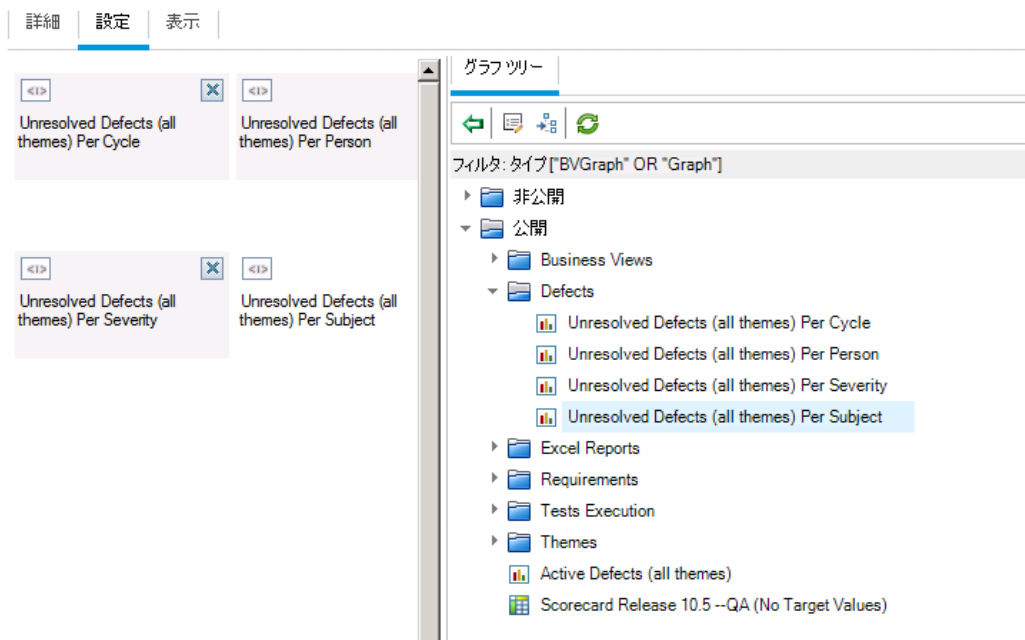 詳細 設定 表示
Unresolved Defects (all
themes) Per Cycle
Unresolved Defects (all
themes) Per Person
Unresolved Defects (all
themes) Per Severity
Unresolved Defects (all
themes) Per Subject
グラフ ツリー
フィルタ: タイプ["BVGraph" OR "Graph"]
非公開
公開
Business Views
Defects
Unresolved Defects (all themes) Per Cycle
Unresolved Defects (all themes) Per Person
Unresolved Defects (all themes) Per Severity
Unresolved Defects (all themes) Per Subject
Excel Reports
Requirements
Tests Execution
Themes
Active Defects (all themes)
Scorecard Release 10.5 --QA (No Target Values)